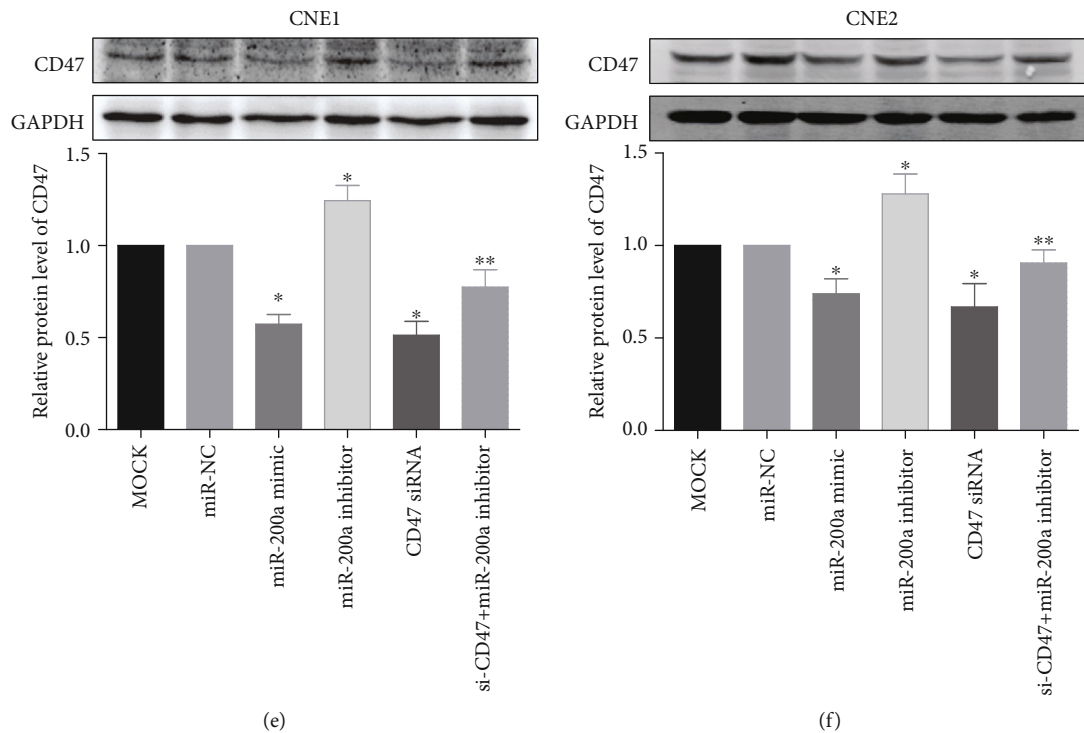 CNE1
CD47
GAPDH
1.5
1.0
0.5
0.0
Relative protein level of CD47
*
*
*
**
MOCK
miR-NC
miR-200a mimic
miR-200a inhibitor
CD47 siRNA
si-CD47+miR-200a inhibitor
(e)
CNE2
CD47
GAPDH
1.5
1.0
0.5
0.0
Relative protein level of CD47
*
*
*
**
MOCK
miR-NC
miR-200a mimic
miR-200a inhibitor
CD47 siRNA
si-CD47+miR-200a inhibitor
(f)